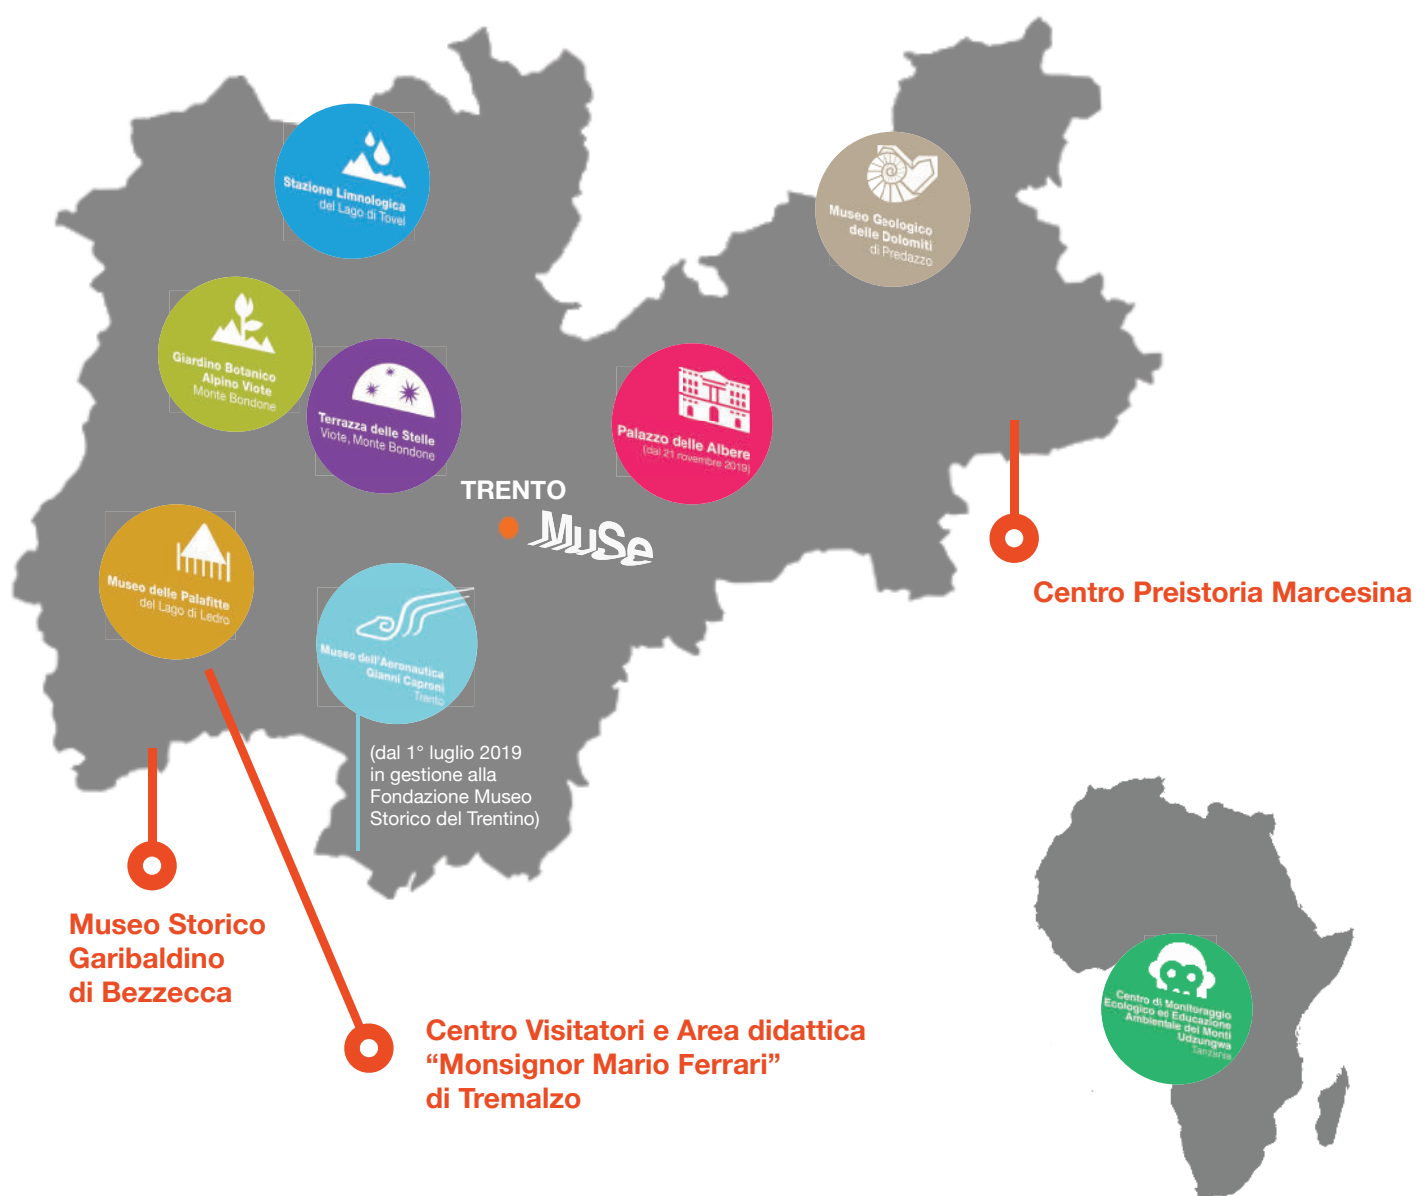 Stazione Limnologica
del Lago di Tovel
Museo Geologico
delle Dolomiti
di Predazzo
Giardino Botanico
Alpino Viote
Monte Bondone
Terrazza delle Stelle
Viote, Monte Bondone
Palazzo delle Albere
(dal 21 novembre 2019)
TRENTO
MuSe
Museo delle Palafitte
del Lago di Ledro
Centro Preistoria Marcesina
Museo dell'Aeronautica
Gianni Caproni
Trento
(dal 1° luglio 2019
in gestione alla
Fondazione Museo
Storico del Trentino)
Museo Storico
Garibaldino
di Bezzecca
Centro Visitatori e Area didattica
“Monsignor Mario Ferrari”
di Tremalzo
Centro di Monitoraggio
Ecologico ed Educazione
Ambientale dei Monti
Udzungwa
Tanzania